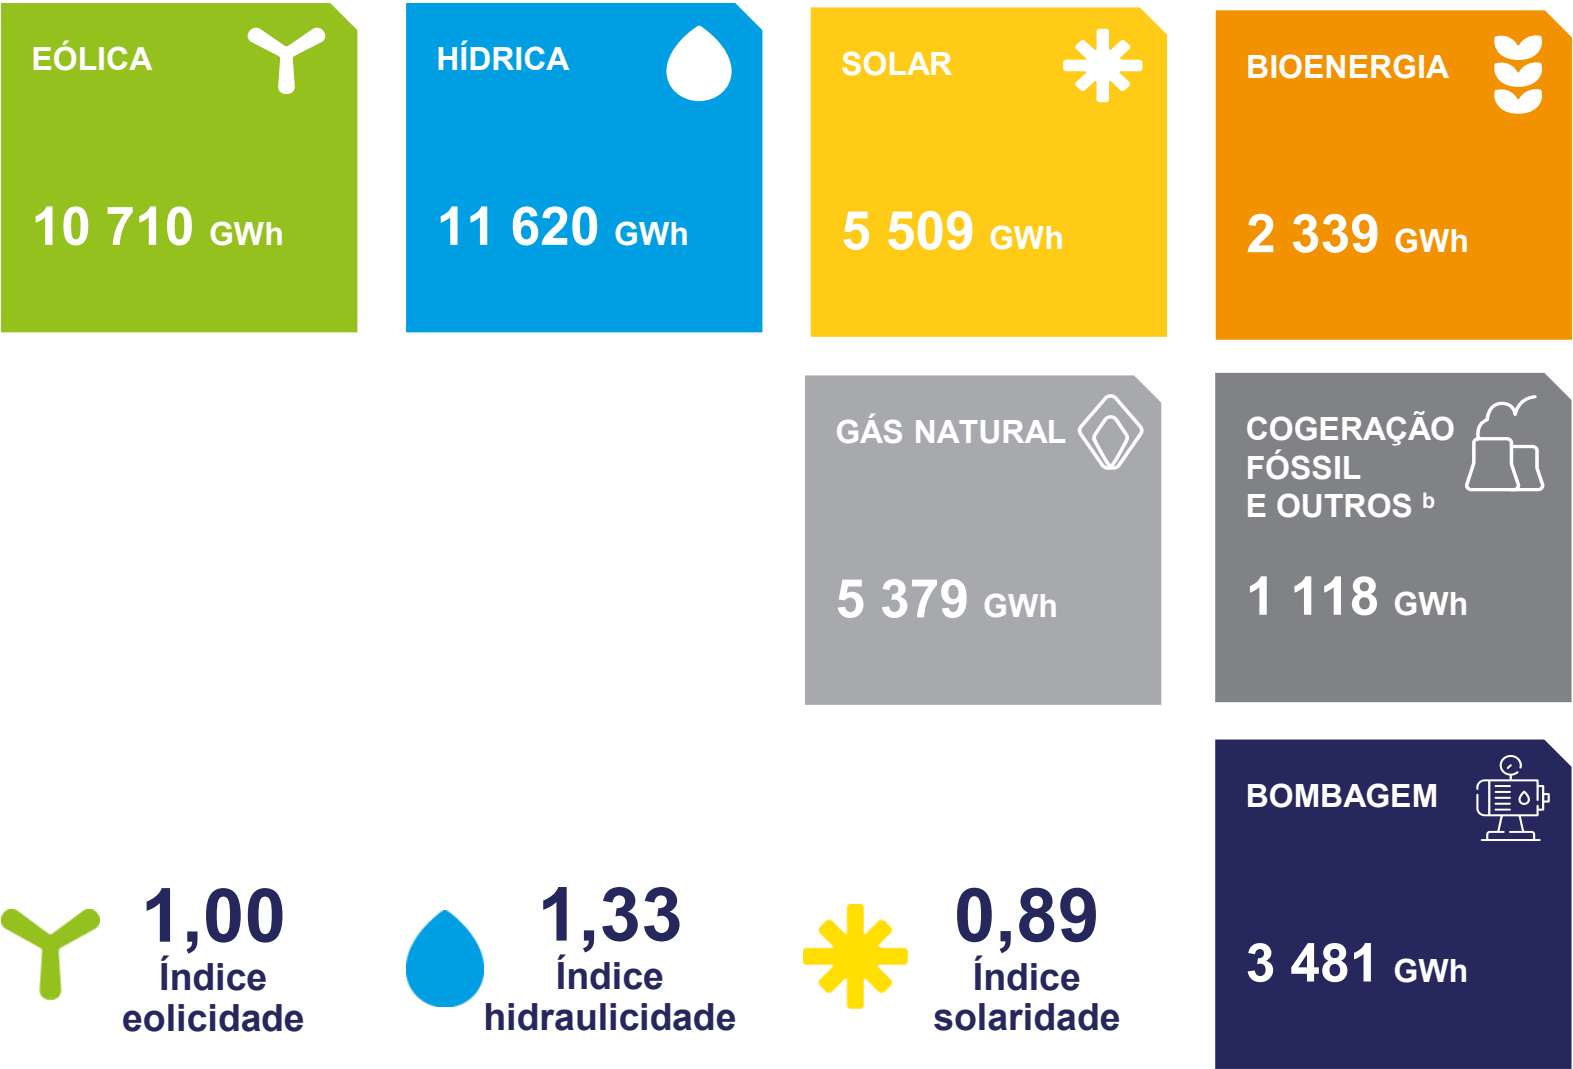 EÓLICA
10 710 GWh
HÍDRICA
11 620 GWh
SOLAR
5 509 GWh
BIOENERGIA
2 339 GWh
GÁS NATURAL
5 379 GWh
COGERAÇÃO
FÓSSIL
E OUTROS ᵇ
1 118 GWh
BOMBAGEM
3 481 GWh
1,00
Índice
eolicidade
1,33
Índice
hidraulicidade
0,89
Índice
solaridade